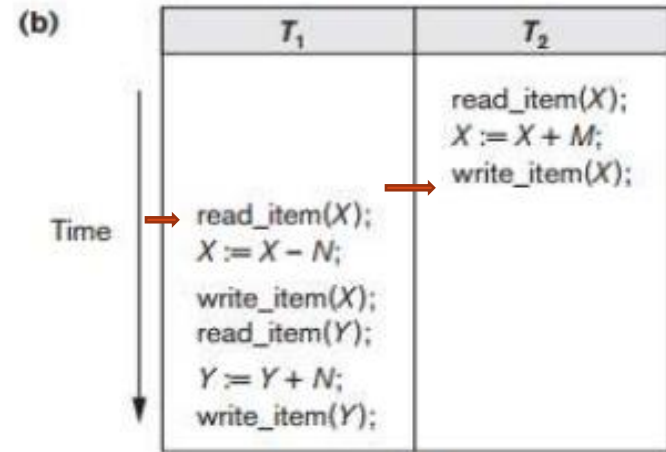 (b)
T₁ T₂
read_item(X);
X := X + M;
write_item(X);
Time
read_item(X);
X := X – N;
write_item(X);
read_item(Y);
Y := Y + N;
write_item(Y);